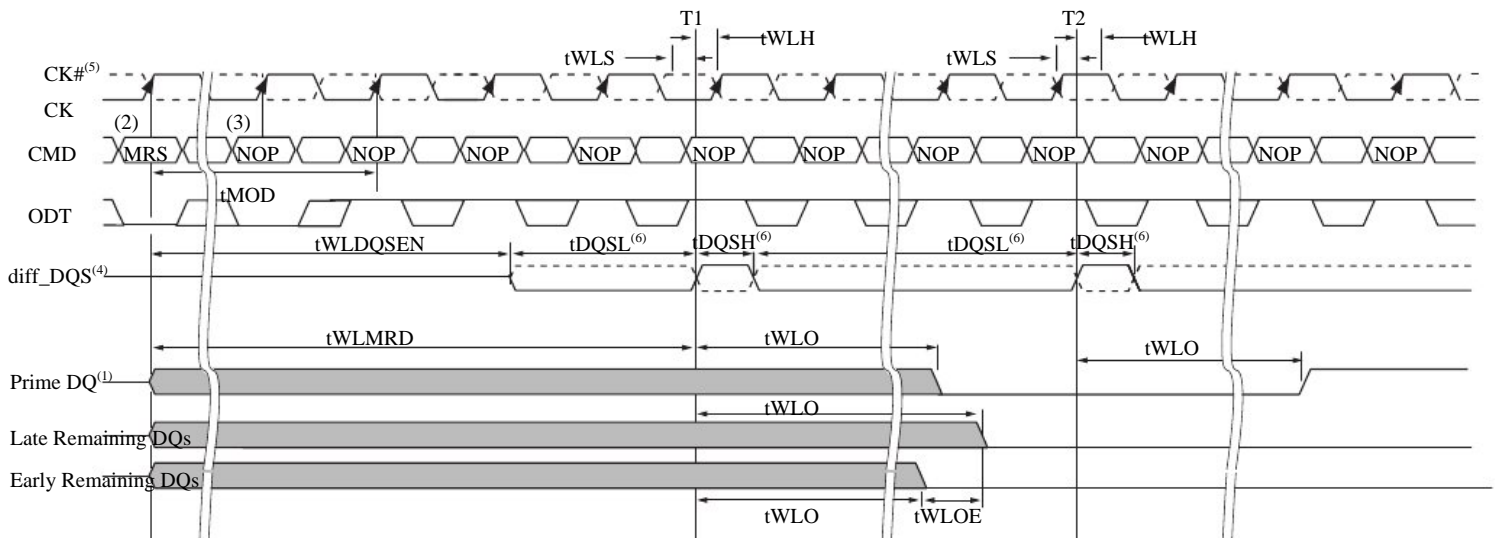 T1 T2
tWLH tWLH
tWLS tWLS
CK#(5)
CK
(2) (3)
CMD MRS NOP NOP NOP NOP NOP NOP NOP NOP NOP NOP NOP
tMOD
ODT
tWLDQSEN tDQSL(6) tDQSH(6) tDQSL(6) tDQSH(6)
diff_DQS(4)
tWLMRD tWLO tWLO
Prime DQ(1)
tWLO
Late Remaining DQs
Early Remaining DQs
tWLO tWLOE